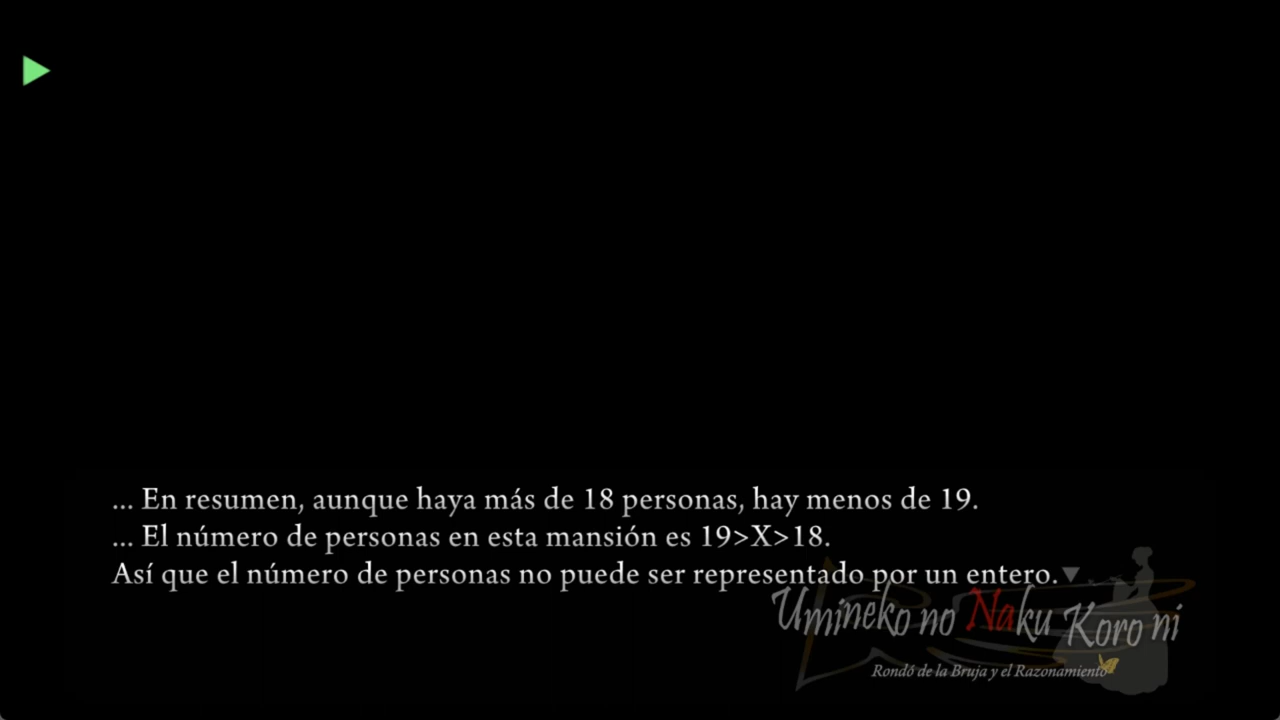 ... En resumen, aunque haya más de 18 personas, hay menos de 19.
... El número de personas en esta mansión es 19>X>18.
Así que el número de personas no puede ser representado por un entero.
Umineko no Naku Koro ni
Rondó de la Bruja y el Razonamiento